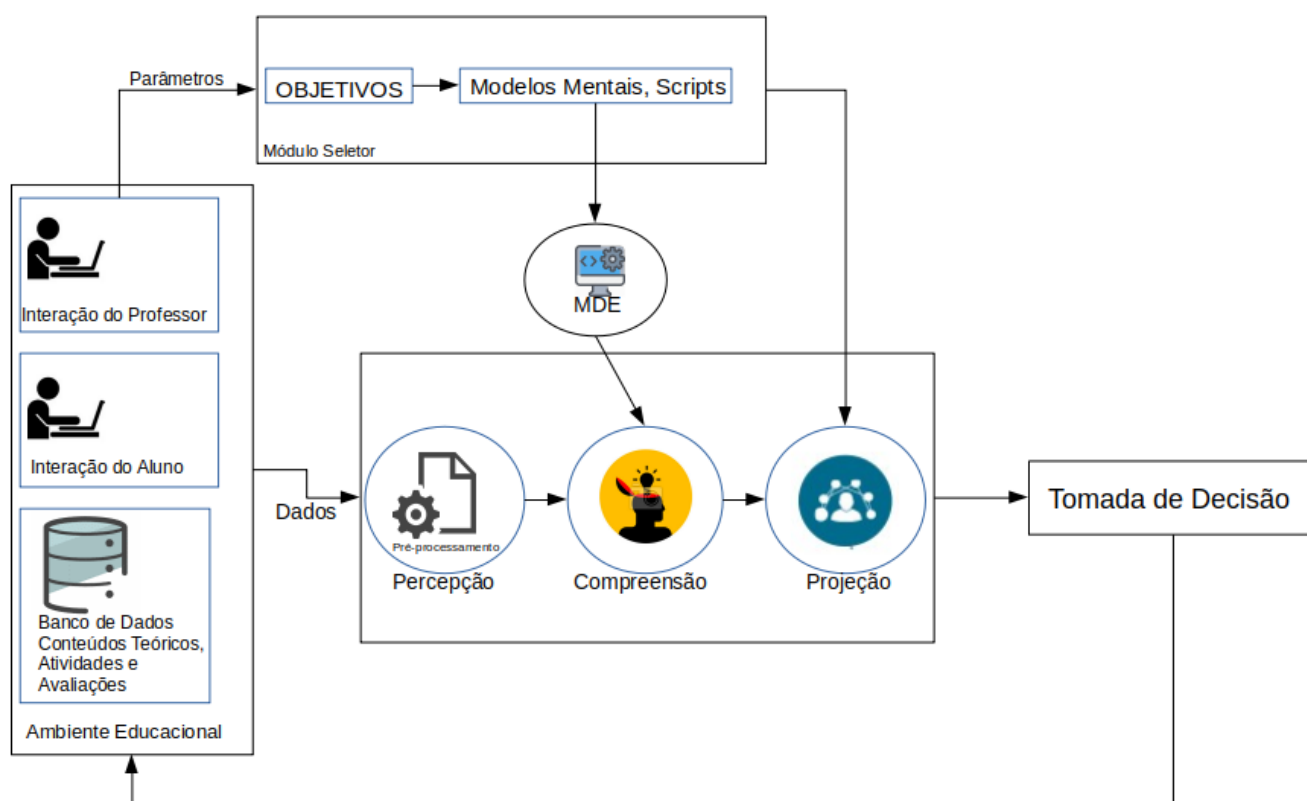 Parâmetros
OBJETIVOS
Modelos Mentais, Scripts
Módulo Seletor
Interação do Professor
MDE
Interação do Aluno
Dados
Pré-processamento
Percepção
Compreensão
Projeção
Tomada de Decisão
Banco de Dados
Conteúdos Teóricos,
Atividades e
Avaliações
Ambiente Educacional